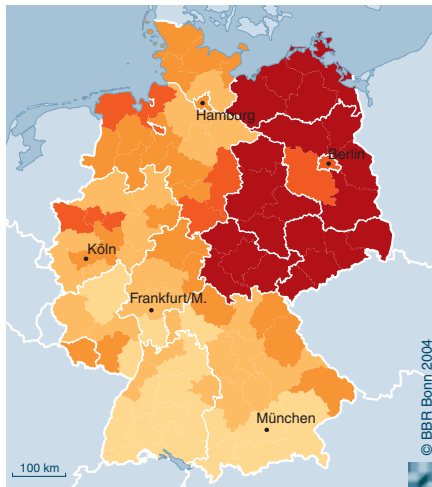 Hamburg
Berlin
Köln
Frankfurt/M.
München
100 km
© BBR Bonn 2004